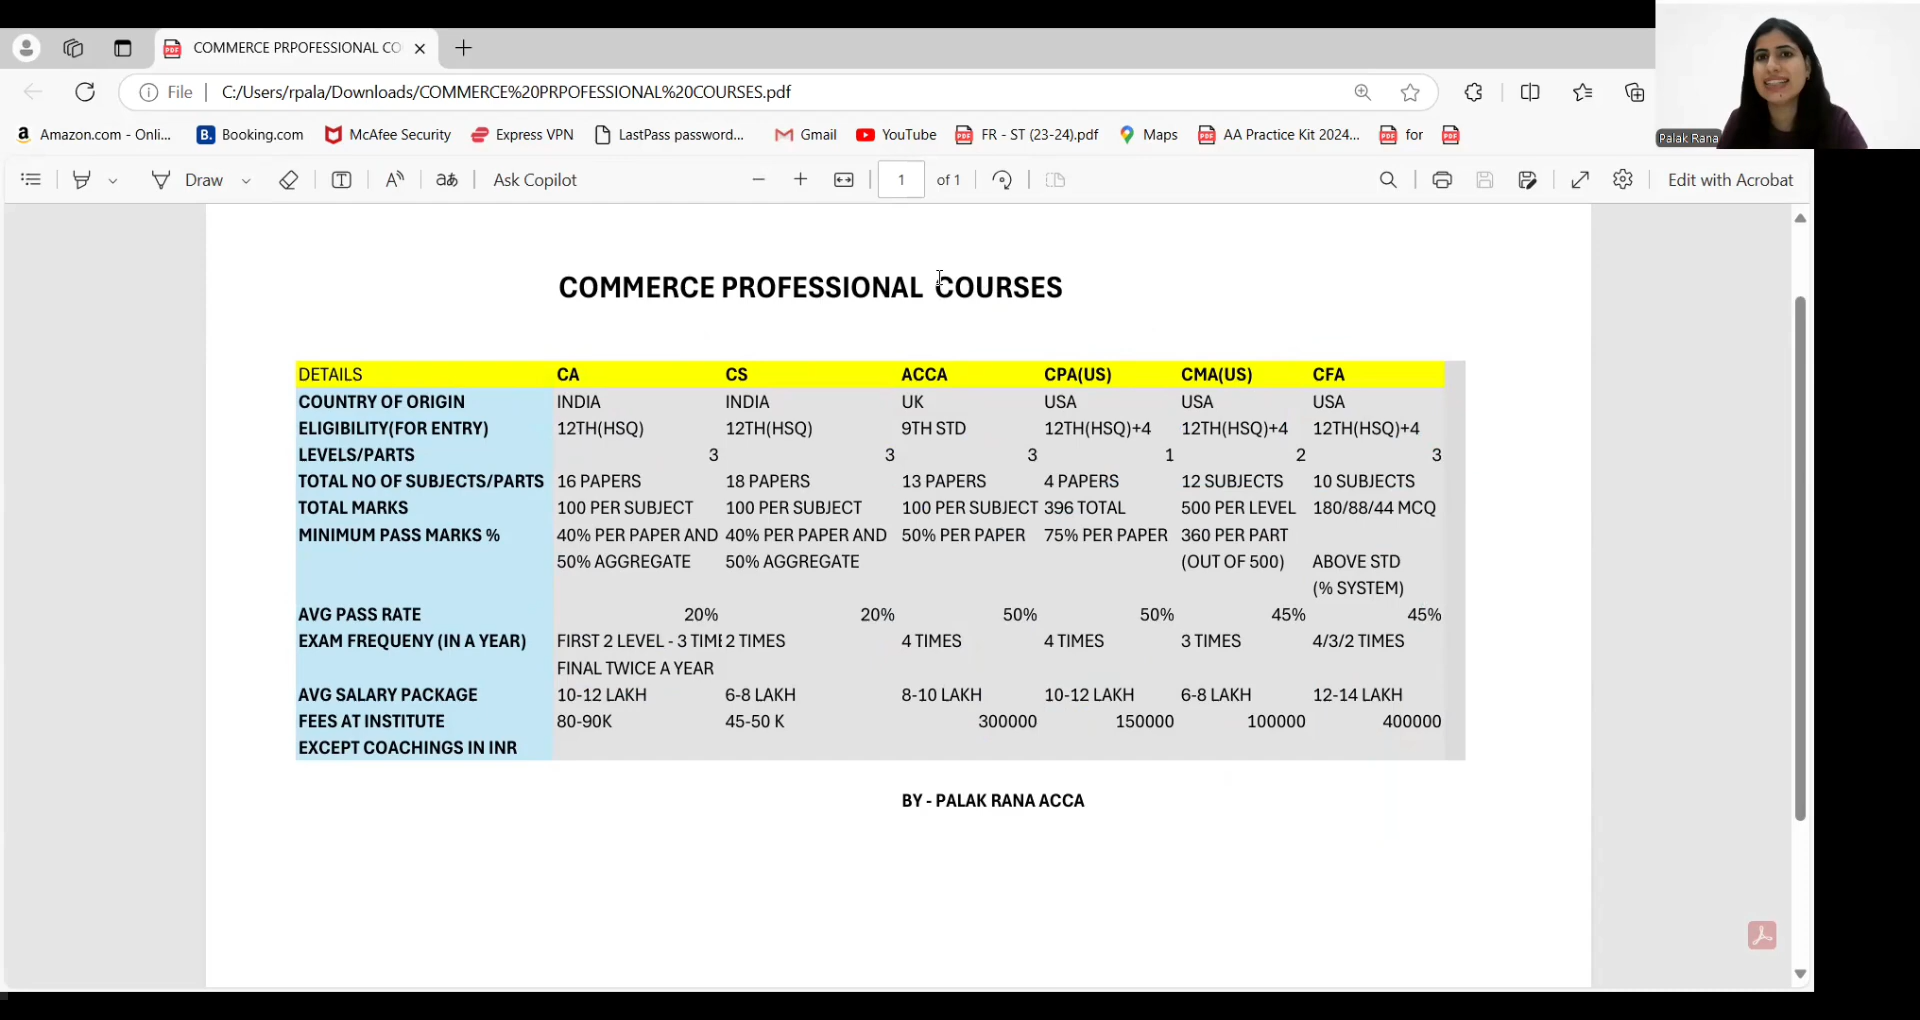 COMMERCE PRPOFESSIONAL CO
File C:/Users/rpala/Downloads/COMMERCE%20PRPOFESSIONAL%20COURSES.pdf
Palak Rana
Amazon.com - Onli... Booking.com McAfee Security Express VPN LastPass password... Gmail YouTube FR - ST (23-24).pdf Maps AA Practice Kit 2024... for
Draw Ask Copilot 1 of 1 Edit with Acrobat
COMMERCE PROFESSIONAL COURSES
DETAILS CA CS ACCA CPA(US) CMA(US) CFA
COUNTRY OF ORIGIN INDIA INDIA UK USA USA USA
ELIGIBILITY(FOR ENTRY) 12TH(HSQ) 12TH(HSQ) 9TH STD 12TH(HSQ)+4 12TH(HSQ)+4 12TH(HSQ)+4
LEVELS/PARTS 3 3 3 1 2 3
TOTAL NO OF SUBJECTS/PARTS 16 PAPERS 18 PAPERS 13 PAPERS 4 PAPERS 12 SUBJECTS 10 SUBJECTS
TOTAL MARKS 100 PER SUBJECT 100 PER SUBJECT 100 PER SUBJECT 396 TOTAL 500 PER LEVEL 180/88/44 MCQ
MINIMUM PASS MARKS % 40% PER PAPER AND 40% PER PAPER AND 50% PER PAPER 75% PER PAPER 360 PER PART
50% AGGREGATE 50% AGGREGATE (OUT OF 500) ABOVE STD
(% SYSTEM)
AVG PASS RATE 20% 20% 50% 50% 45% 45%
EXAM FREQUENY (IN A YEAR) FIRST 2 LEVEL - 3 TIME 2 TIMES 4 TIMES 4 TIMES 3 TIMES 4/3/2 TIMES
FINAL TWICE A YEAR
AVG SALARY PACKAGE 10-12 LAKH 6-8 LAKH 8-10 LAKH 10-12 LAKH 6-8 LAKH 12-14 LAKH
FEES AT INSTITUTE 80-90K 45-50 K 300000 150000 100000 400000
EXCEPT COACHINGS IN INR
BY - PALAK RANA ACCA